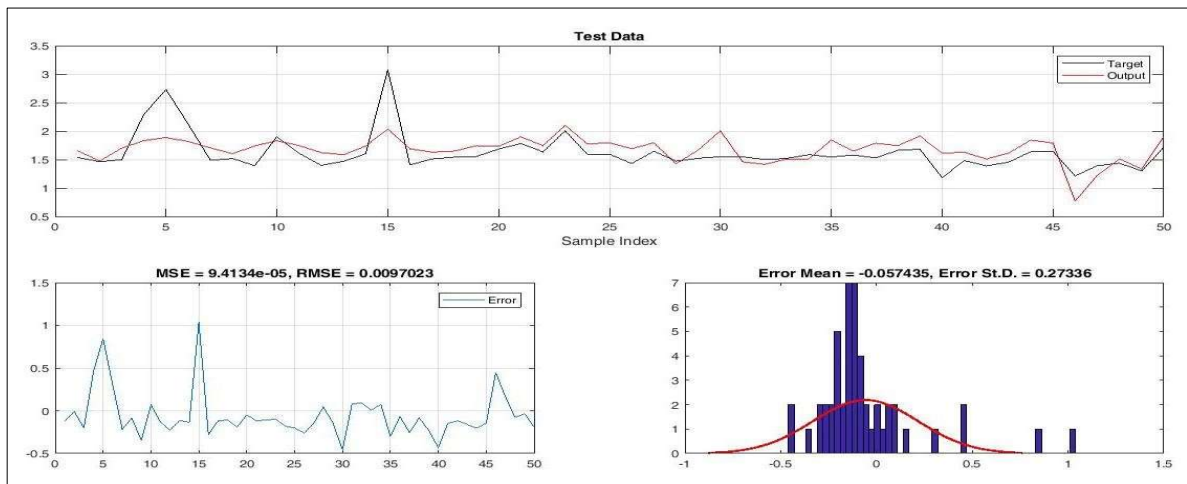 Test Data
3.5
3
2.5
2
1.5
1
0.5
Target
Output
0 5 10 15 20 25 30 35 40 45 50
Sample Index
MSE = 9.4134e-05, RMSE = 0.0097023
1.5
1
0.5
0
-0.5
Error
0 5 10 15 20 25 30 35 40 45 50
Error Mean = -0.057435, Error St.D. = 0.27336
7
6
5
4
3
2
1
0
-1 -0.5 0 0.5 1 1.5